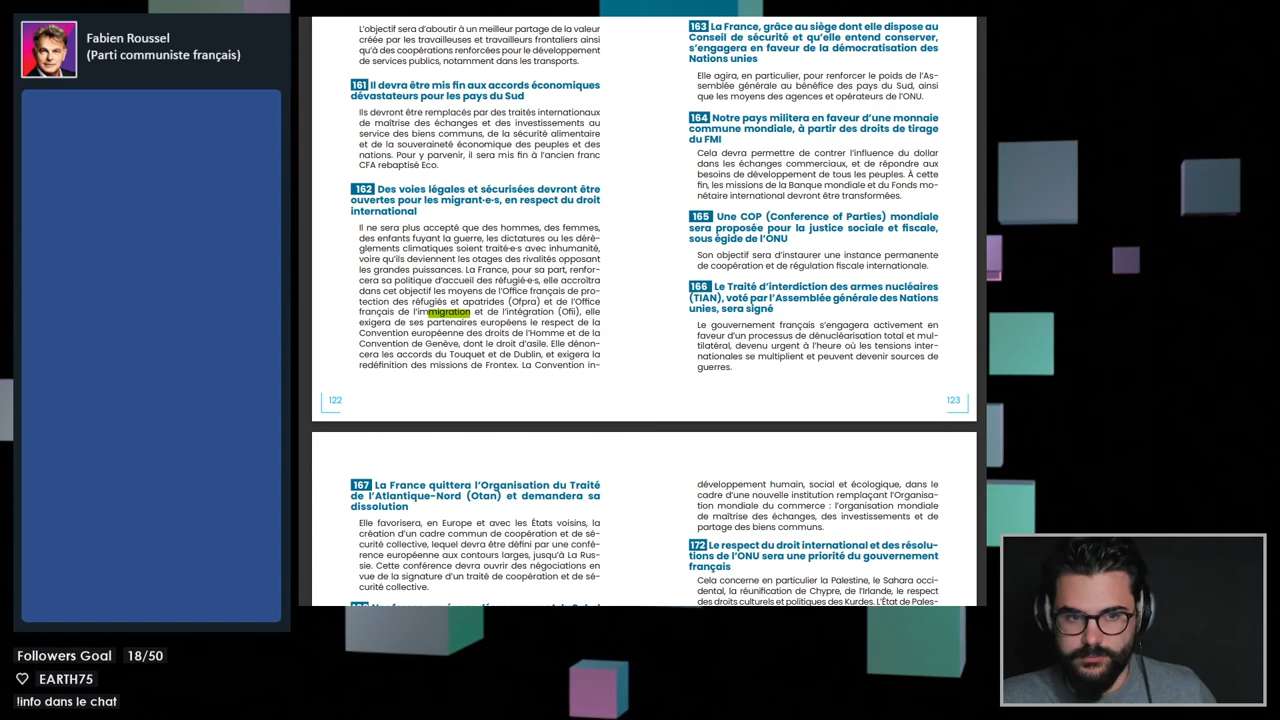 Fabien Roussel
(Parti communiste français)
L'objectif sera d'aboutir à un meilleur partage de la valeur
créée par les travailleuses et travailleurs frontaliers ainsi
qu'à des coopérations renforcées pour le développement
de services publics, notamment dans les transports.
161 Il devra être mis fin aux accords économiques
dévastateurs pour les pays du Sud
Ils devront être remplacés par des traités internationaux
de maîtrise des échanges et des investissements au
service des biens communs, de la sécurité alimentaire
et de la souveraineté économique des peuples et des
nations. Pour y parvenir, il sera mis fin à l'ancien franc
CFA rebaptisé Eco.
162 Des voies légales et sécurisées devront être
ouvertes pour les migrant·e·s, en respect du droit
international
Il ne sera plus accepté que des hommes, des femmes,
des enfants fuyant la guerre, les dictatures ou les dérè-
glements climatiques soient traité·e·s avec inhumanité,
voire qu'ils deviennent les otages des rivalités opposant
les grandes puissances. La France, pour sa part, renfor-
cera sa politique d'accueil des réfugié·e·s, elle accroîtra
dans cet objectif les moyens de l'Office français de pro-
tection des réfugiés et apatrides (Ofpra) et de l'Office
français de l'immigration et de l'intégration (Ofii), elle
exigera de ses partenaires européens le respect de la
Convention européenne des droits de l'Homme et de la
Convention de Genève, dont le droit d'asile. Elle dénon-
cera les accords du Touquet et de Dublin, et exigera la
redéfinition des missions de Frontex. La Convention in-
122
163 La France, grâce au siège dont elle dispose au
Conseil de sécurité et qu'elle entend conserver,
s'engagera en faveur de la démocratisation des
Nations unies
Elle agira, en particulier, pour renforcer le poids de l'As-
semblée générale au bénéfice des pays du Sud, ainsi
que les moyens des agences et opérateurs de l'ONU.
164 Notre pays militera en faveur d'une monnaie
commune mondiale, à partir des droits de tirage
du FMI
Cela devra permettre de contrer l'influence du dollar
dans les échanges commerciaux, et de répondre aux
besoins de développement de tous les peuples. À cette
fin, les missions de la Banque mondiale et du Fonds mo-
nétaire international devront être transformées.
165 Une COP (Conference of Parties) mondiale
sera proposée pour la justice sociale et fiscale,
sous égide de l'ONU
Son objectif sera d'instaurer une instance permanente
de coopération et de régulation fiscale internationale.
166 Le Traité d'interdiction des armes nucléaires
(TIAN), voté par l'Assemblée générale des Nations
unies, sera signé
Le gouvernement français s'engagera activement en
faveur d'un processus de dénucléarisation total et mul-
tilatéral, devenu urgent à l'heure où les tensions inter-
nationales se multiplient et peuvent devenir sources de
guerres.
123
167 La France quittera l'Organisation du Traité
de l'Atlantique-Nord (Otan) et demandera sa
dissolution
Elle favorisera, en Europe et avec les États voisins, la
création d'un cadre commun de coopération et de sé-
curité collective, lequel devra être défini par une confé-
rence européenne aux contours larges, jusqu'à La Rus-
sie. Cette conférence devra ouvrir des négociations en
vue de la signature d'un traité de coopération et de sé-
curité collective.
développement humain, social et écologique, dans le
cadre d'une nouvelle institution remplaçant l'Organisa-
tion mondiale du commerce : l'organisation mondiale
de maîtrise des échanges, des investissements et de
partage des biens communs.
172 Le respect du droit international et des résolu-
tions de l'ONU sera une priorité du gouvernement
français
Cela concerne en particulier la Palestine, le Sahara occi-
dental, la réunification de Chypre, de l'Irlande, le respect
des droits culturels et politiques des Kurdes. L'État de Pales-
Followers Goal 18/50
EARTH75
!info dans le chat